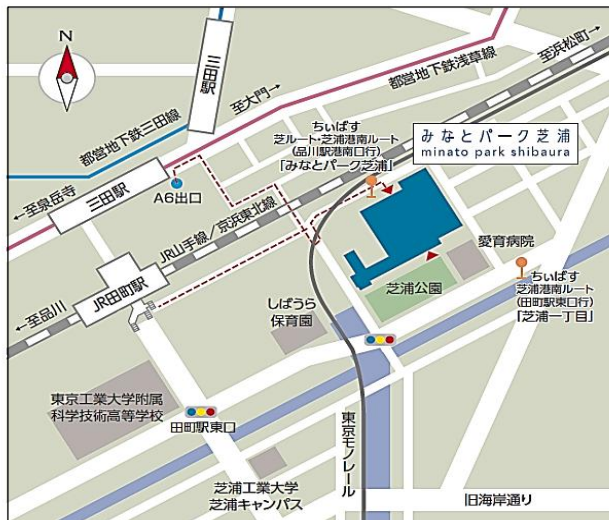 N
三田駅
至大門→
都営地下鉄浅草線
至浜松町→
都営地下鉄三田線
ちぃばす
芝ルート・芝浦港南ルート
(品川駅港南口行)
「みなとパーク芝浦」
みなとパーク芝浦
minato park shibaura
←至泉岳寺
三田駅
A6出口
JR山手線/京浜東北線
愛育病院
ちぃばす
芝浦港南ルート
(田町駅東口行)
「芝浦一丁目」
←至品川
JR田町駅
芝浦公園
しばうら
保育園
東京工業大学附属
科学技術高等学校
田町駅東口
東京モノレール
芝浦工業大学
芝浦キャンパス
旧海岸通り